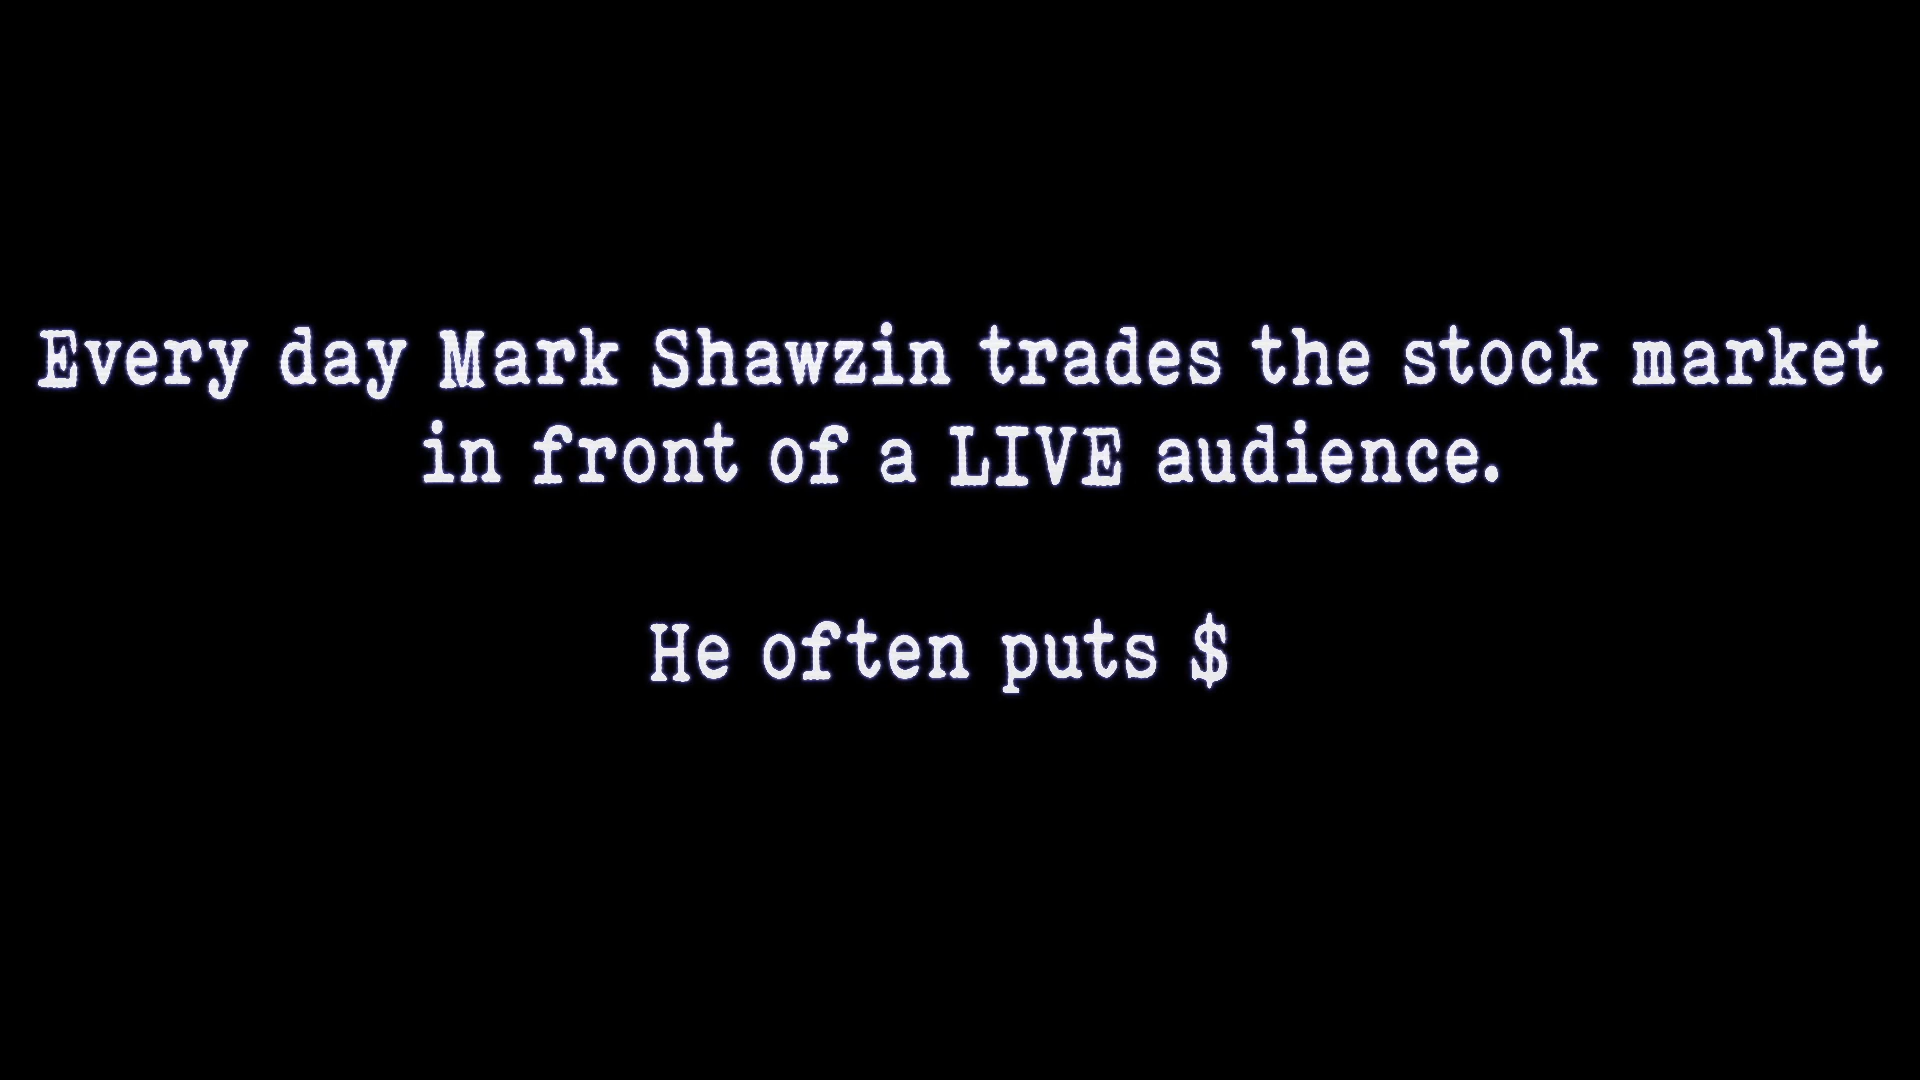 Every day Mark Shawzin trades the stock market
in front of a LIVE audience.
He often puts $